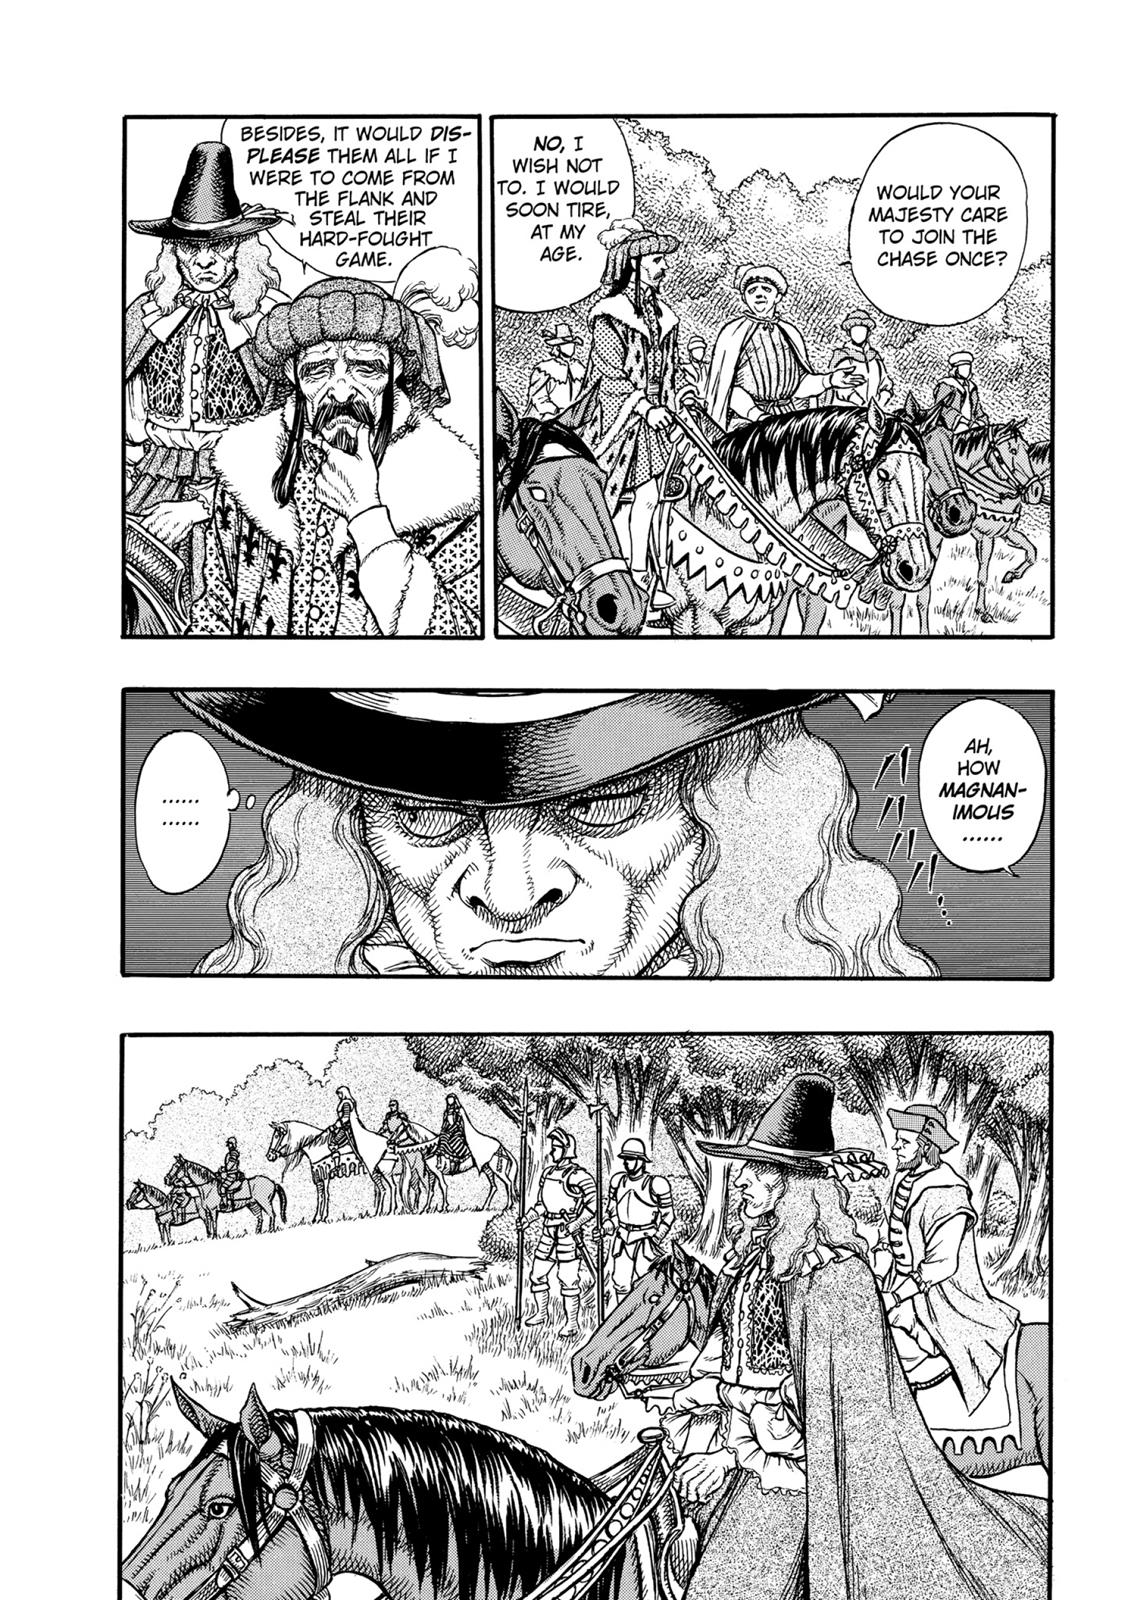 WOULD YOUR
MAJESTY CARE
TO JOIN THE
CHASE ONCE?
NO, I
WISH NOT
TO. I WOULD
SOON TIRE,
AT MY
AGE.
BESIDES, IT WOULD DIS-
PLEASE THEM ALL IF I
WERE TO COME FROM
THE FLANK AND
STEAL THEIR
HARD-FOUGHT
GAME.
AH,
HOW
MAGNAN-
IMOUS
......
......
......